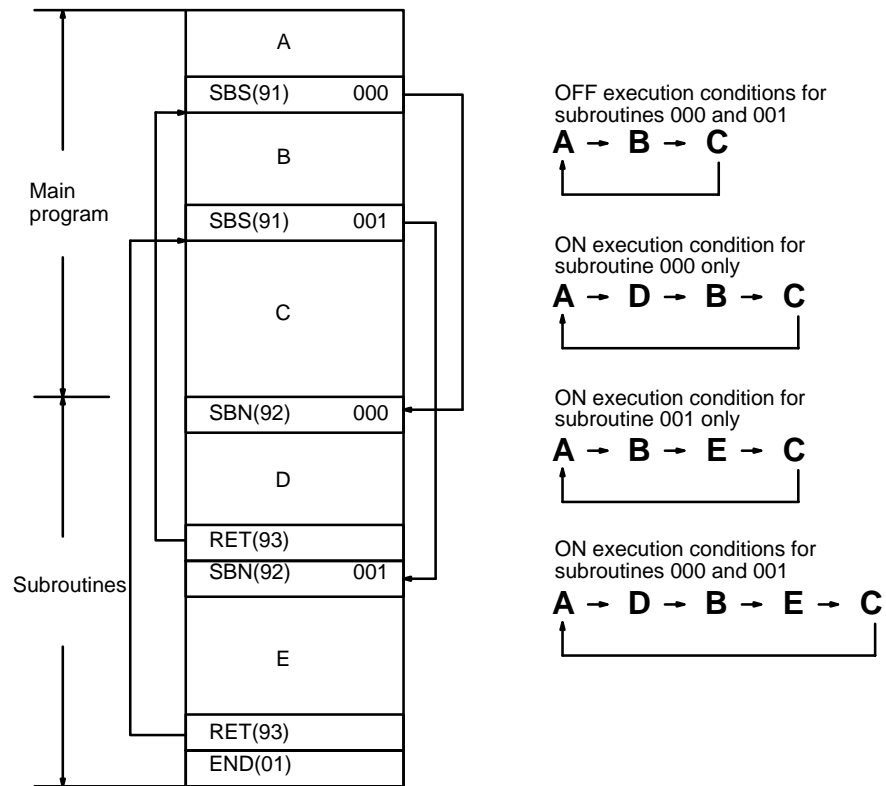 A
SBS(91) 000
B
Main
program
SBS(91) 001
C
SBN(92) 000
D
RET(93)
SBN(92) 001
Subroutines
E
RET(93)
END(01)
OFF execution conditions for
subroutines 000 and 001
A → B → C
ON execution condition for
subroutine 000 only
A → D → B → C
ON execution condition for
subroutine 001 only
A → B → E → C
ON execution conditions for
subroutines 000 and 001
A → D → B → E → C